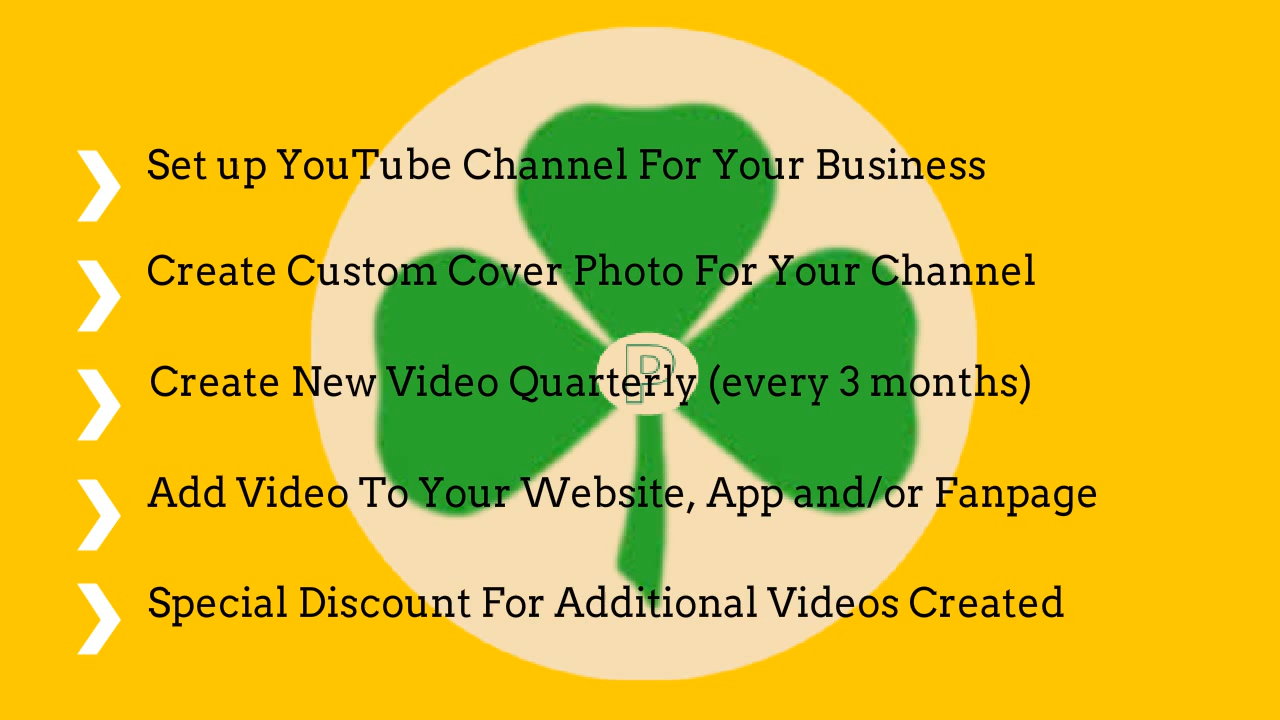 Set up YouTube Channel For Your Business
Create Custom Cover Photo For Your Channel
Create New Video Quarterly (every 3 months)
P
Add Video To Your Website, App and/or Fanpage
Special Discount For Additional Videos Created